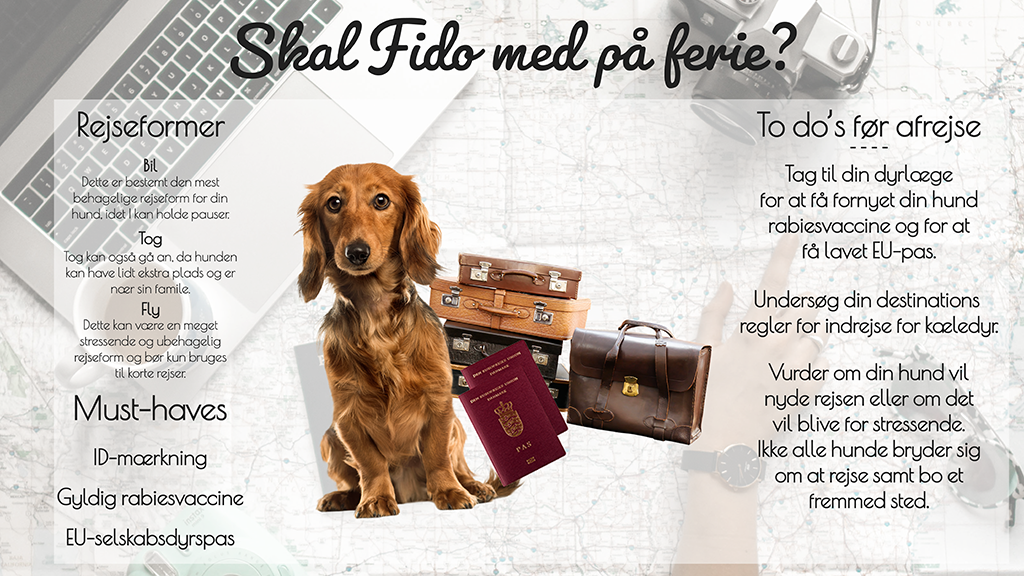 Skal Fido med på ferie?
Rejseformer
Bil
Dette er bestemt den mest
behagelige rejseform for din
hund, idet I kan holde pauser.
Tog
Tog kan også gå an, da hunden
kan have lidt ekstra plads og er
nær sin famile.
Fly
Dette kan være en meget
stressende og ubehagelig
rejseform og bør kun bruges
til korte rejser.
Must-haves
ID-mærkning
Gyldig rabiesvaccine
EU-selskabsdyrspas
PAS
To do's før afrejse
----
Tag til din dyrlæge
for at få fornyet din hund
rabiesvaccine og for at
få lavet EU-pas.
Undersøg din destinations
regler for indrejse for kæledyr.
Vurder om din hund vil
nyde rejsen eller om det
vil blive for stressende.
Ikke alle hunde bryder sig
om at rejse samt bo et
fremmed sted.